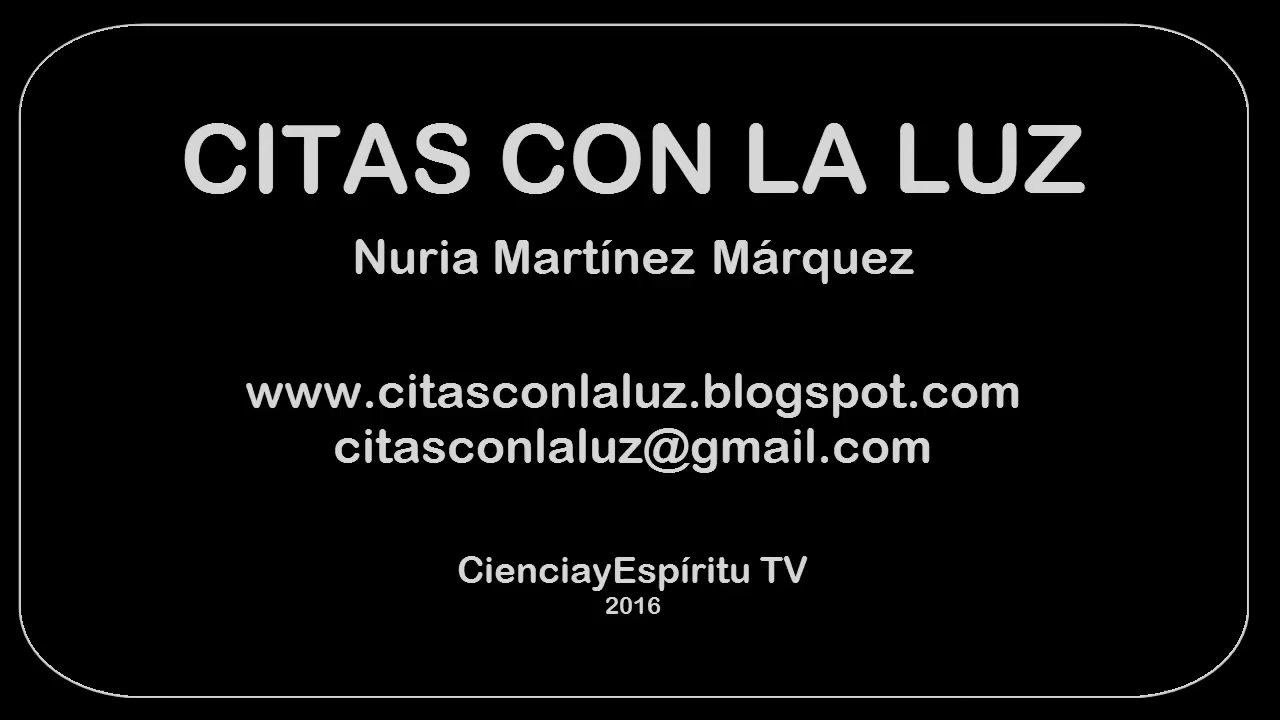 CITAS CON LA LUZ
Nuria Martínez Márquez
www.citasconlaluz.blogspot.com
citasconlaluz@gmail.com
CienciayEspíritu TV
2016